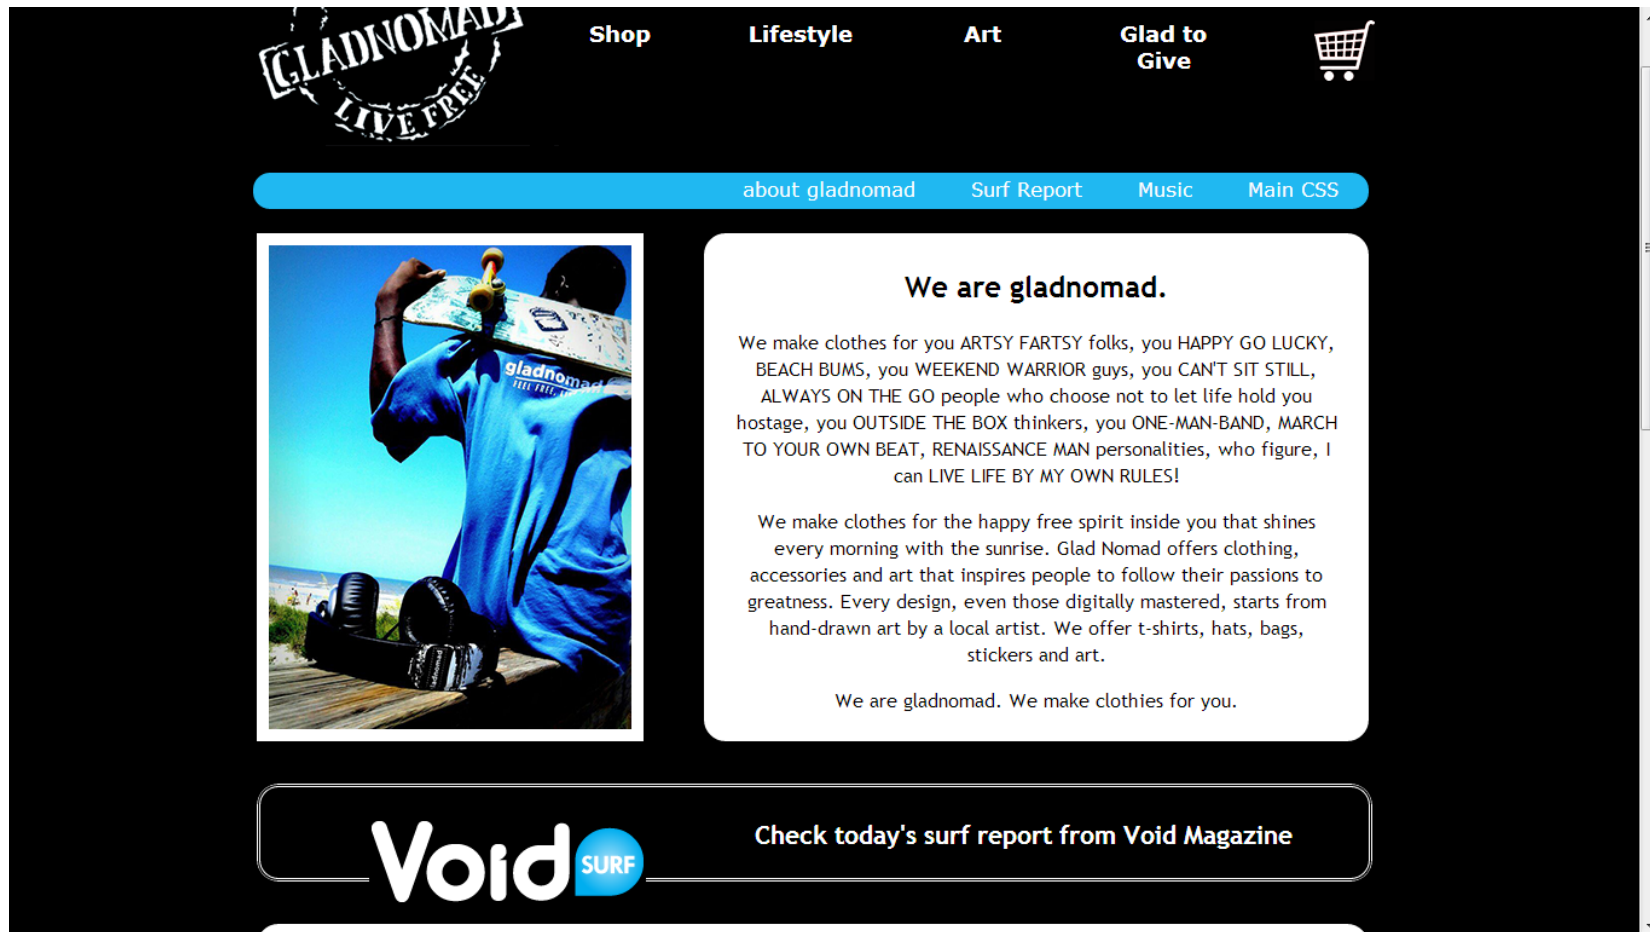 GLADNOMAD
LIVE FREE
Shop
Lifestyle
Art
Glad to
Give
about gladnomad
Surf Report
Music
Main CSS
gladnomad
FEEL FREE,
gladnomad
We are gladnomad.
We make clothes for you ARTSY FARTSY folks, you HAPPY GO LUCKY,
BEACH BUMS, you WEEKEND WARRIOR guys, you CAN'T SIT STILL,
ALWAYS ON THE GO people who choose not to let life hold you
hostage, you OUTSIDE THE BOX thinkers, you ONE-MAN-BAND, MARCH
TO YOUR OWN BEAT, RENAISSANCE MAN personalities, who figure, I
can LIVE LIFE BY MY OWN RULES!
We make clothes for the happy free spirit inside you that shines
every morning with the sunrise. Glad Nomad offers clothing,
accessories and art that inspires people to follow their passions to
greatness. Every design, even those digitally mastered, starts from
hand-drawn art by a local artist. We offer t-shirts, hats, bags,
stickers and art.
We are gladnomad. We make clothies for you.
Void SURF
Check today's surf report from Void Magazine